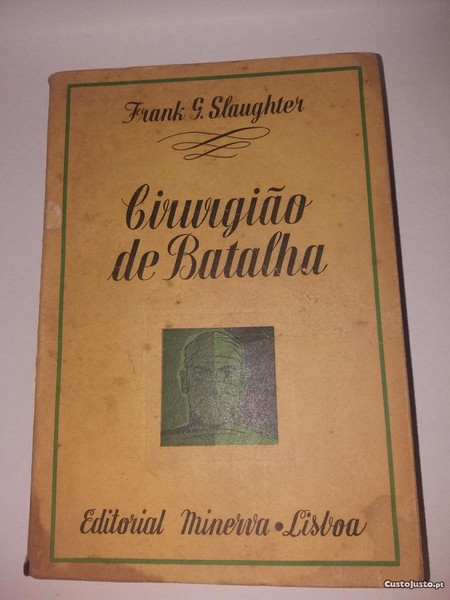 Frank G. Slaughter
Cirurgião
de Batalha
Editorial Minerva • Lisboa
CustoJusto.pt